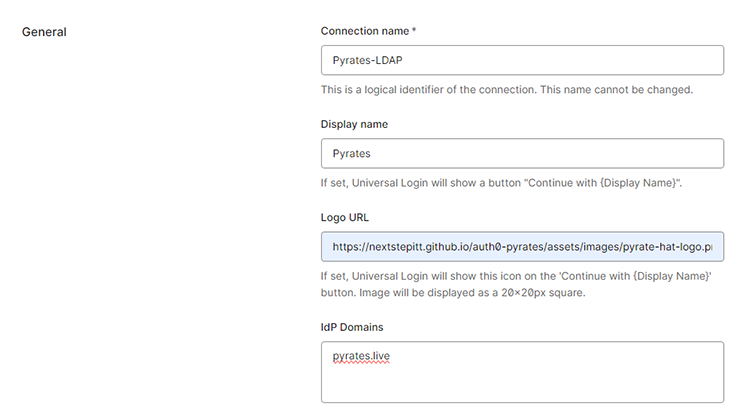 General
Connection name *
Pyrates-LDAP
This is a logical identifier of the connection. This name cannot be changed.
Display name
Pyrates
If set, Universal Login will show a button "Continue with {Display Name}".
Logo URL
https://nextstepitt.github.io/auth0-pyrates/assets/images/pyrate-hat-logo.p
If set, Universal Login will show this icon on the 'Continue with {Display Name}'
button. Image will be displayed as a 20×20px square.
IdP Domains
pyrates.live